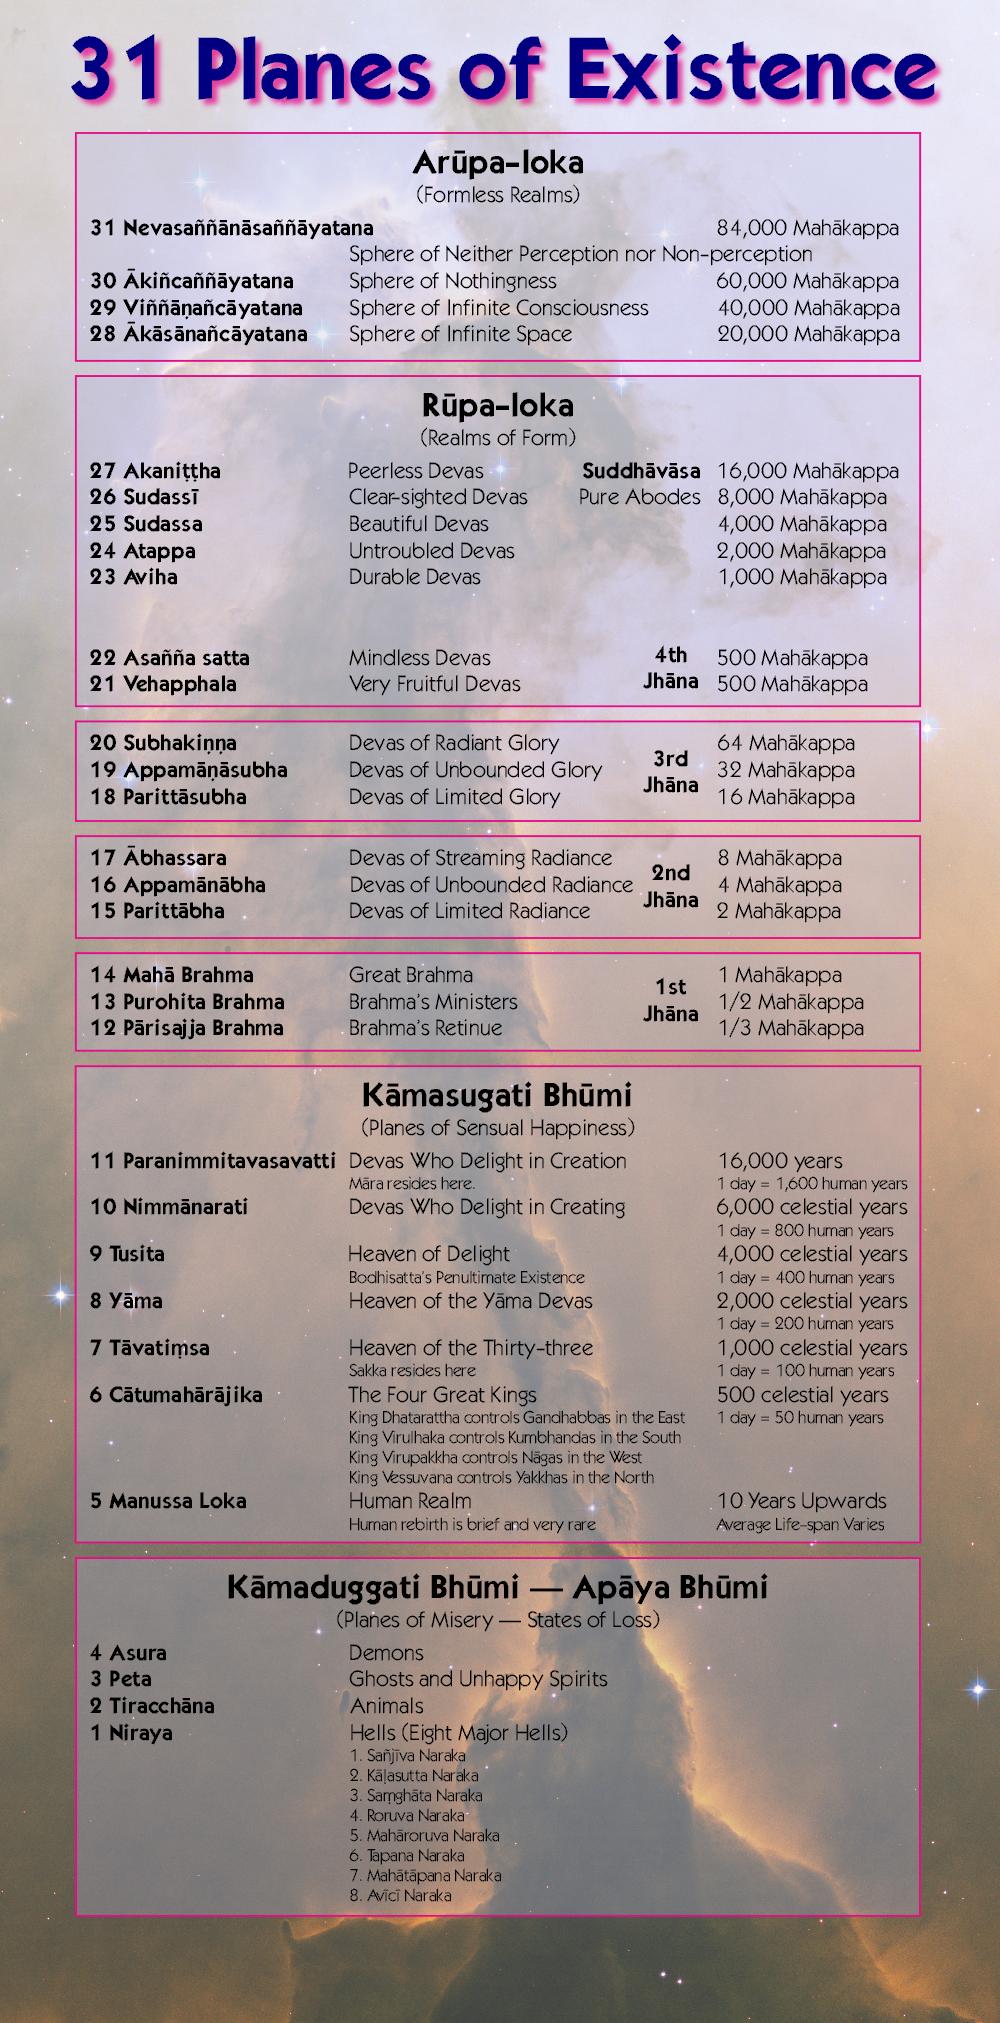 31 Planes of Existence
Arūpa-loka
(Formless Realms)
31 Nevasaññānāsaññāyatana 84,000 Mahākappa
Sphere of Neither Perception nor Non-perception
30 Ākiñcaññāyatana Sphere of Nothingness 60,000 Mahākappa
29 Viññāṇañcāyatana Sphere of Infinite Consciousness 40,000 Mahākappa
28 Ākāsānañcāyatana Sphere of Infinite Space 20,000 Mahākappa
Rūpa-loka
(Realms of Form)
27 Akaniṭṭha Peerless Devas Suddhāvāsa 16,000 Mahākappa
26 Sudassī Clear-sighted Devas Pure Abodes 8,000 Mahākappa
25 Sudassa Beautiful Devas 4,000 Mahākappa
24 Atappa Untroubled Devas 2,000 Mahākappa
23 Aviha Durable Devas 1,000 Mahākappa
22 Asañña satta Mindless Devas 4th 500 Mahākappa
21 Vehapphala Very Fruitful Devas Jhāna 500 Mahākappa
20 Subhakiṇṇa Devas of Radiant Glory 64 Mahākappa
3rd
19 Appamāṇāsubha Devas of Unbounded Glory 32 Mahākappa
Jhāna
18 Parittāsubha Devas of Limited Glory 16 Mahākappa
17 Ābhassara Devas of Streaming Radiance 8 Mahākappa
2nd
16 Appamānābha Devas of Unbounded Radiance 4 Mahākappa
Jhāna
15 Parittābha Devas of Limited Radiance 2 Mahākappa
14 Mahā Brahma Great Brahma 1 Mahākappa
1st
13 Purohita Brahma Brahma's Ministers 1/2 Mahākappa
Jhāna
12 Pārisajja Brahma Brahma's Retinue 1/3 Mahākappa
Kāmasugati Bhūmi
(Planes of Sensual Happiness)
11 Paranimmitavasavatti Devas Who Delight in Creation 16,000 years
Māra resides here. 1 day = 1,600 human years
10 Nimmānarati Devas Who Delight in Creating 6,000 celestial years
1 day = 800 human years
9 Tusita Heaven of Delight 4,000 celestial years
Bodhisatta's Penultimate Existence 1 day = 400 human years
8 Yāma Heaven of the Yāma Devas 2,000 celestial years
1 day = 200 human years
7 Tāvatiṃsa Heaven of the Thirty-three 1,000 celestial years
Sakka resides here 1 day = 100 human years
6 Cātumahārājika The Four Great Kings 500 celestial years
King Dhatarattha controls Gandhabbas in the East 1 day = 50 human years
King Virulhaka controls Kumbhandas in the South
King Virupakkha controls Nāgas in the West
King Vessuvana controls Yakkhas in the North
5 Manussa Loka Human Realm 10 Years Upwards
Human rebirth is brief and very rare Average Life-span Varies
Kāmaduggati Bhūmi — Apāya Bhūmi
(Planes of Misery — States of Loss)
4 Asura Demons
3 Peta Ghosts and Unhappy Spirits
2 Tiracchāna Animals
1 Niraya Hells (Eight Major Hells)
1. Sañjīva Naraka
2. Kāḷasutta Naraka
3. Saṃghāta Naraka
4. Roruva Naraka
5. Mahāroruva Naraka
6. Tapana Naraka
7. Mahātāpana Naraka
8. Avīcī Naraka